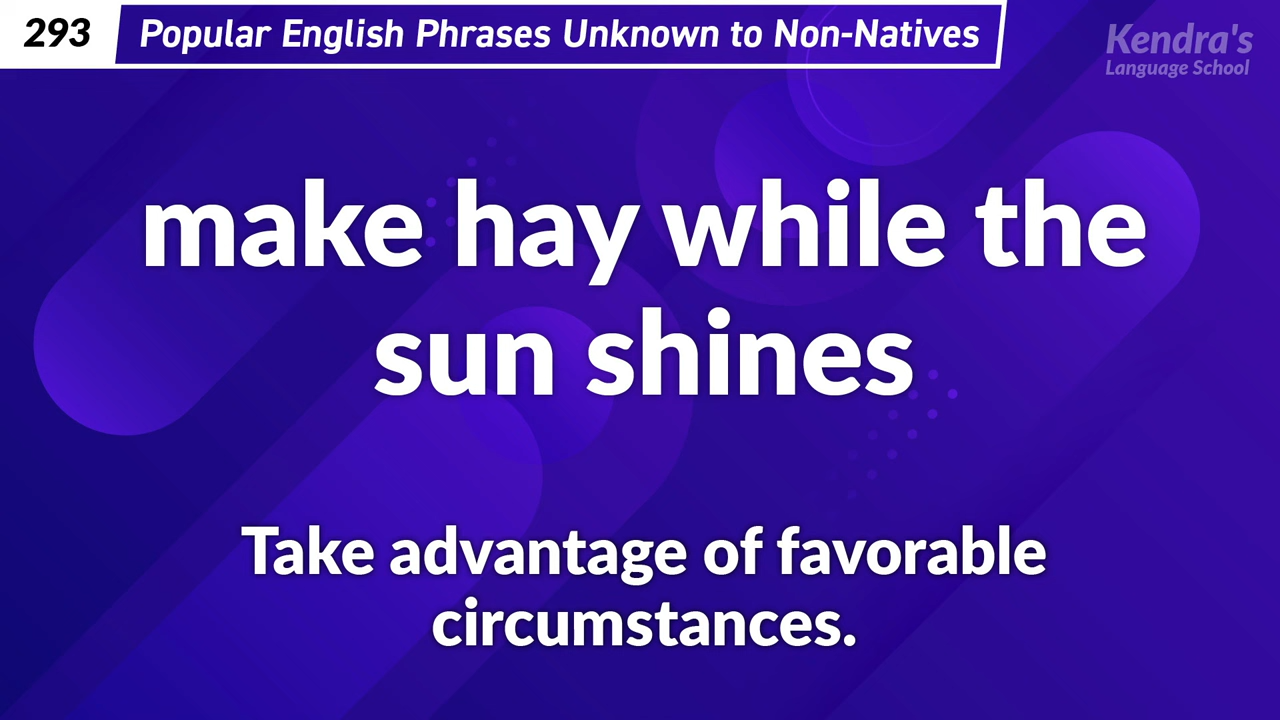 293 Popular English Phrases Unknown to Non-Natives
Kendra's
Language School
make hay while the
sun shines
Take advantage of favorable
circumstances.